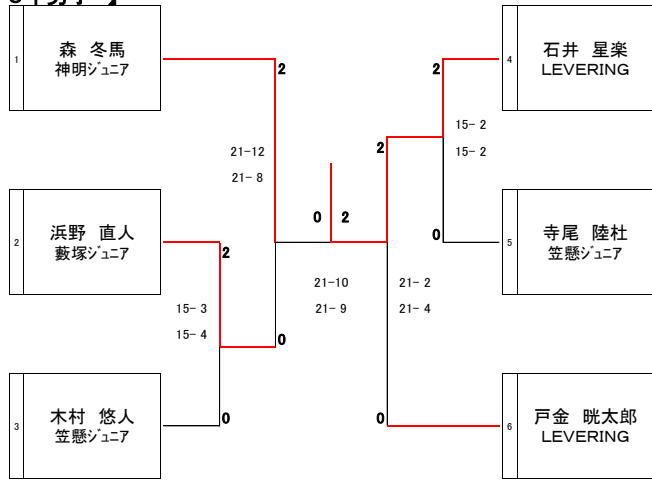 1
森 冬馬
神明ｼﾞｭﾆｱ
2
浜野 直人
藪塚ｼﾞｭﾆｱ
3
木村 悠人
笠懸ｼﾞｭﾆｱ
2
21-12
21- 8
2
15- 3
15- 4
0
0
0 2
21-10
21- 9
2
15- 2
15- 2
2
0
21- 2
21- 4
0
4
石井 星楽
LEVERING
5
寺尾 陸杜
笠懸ｼﾞｭﾆｱ
6
戸金 晄太郎
LEVERING